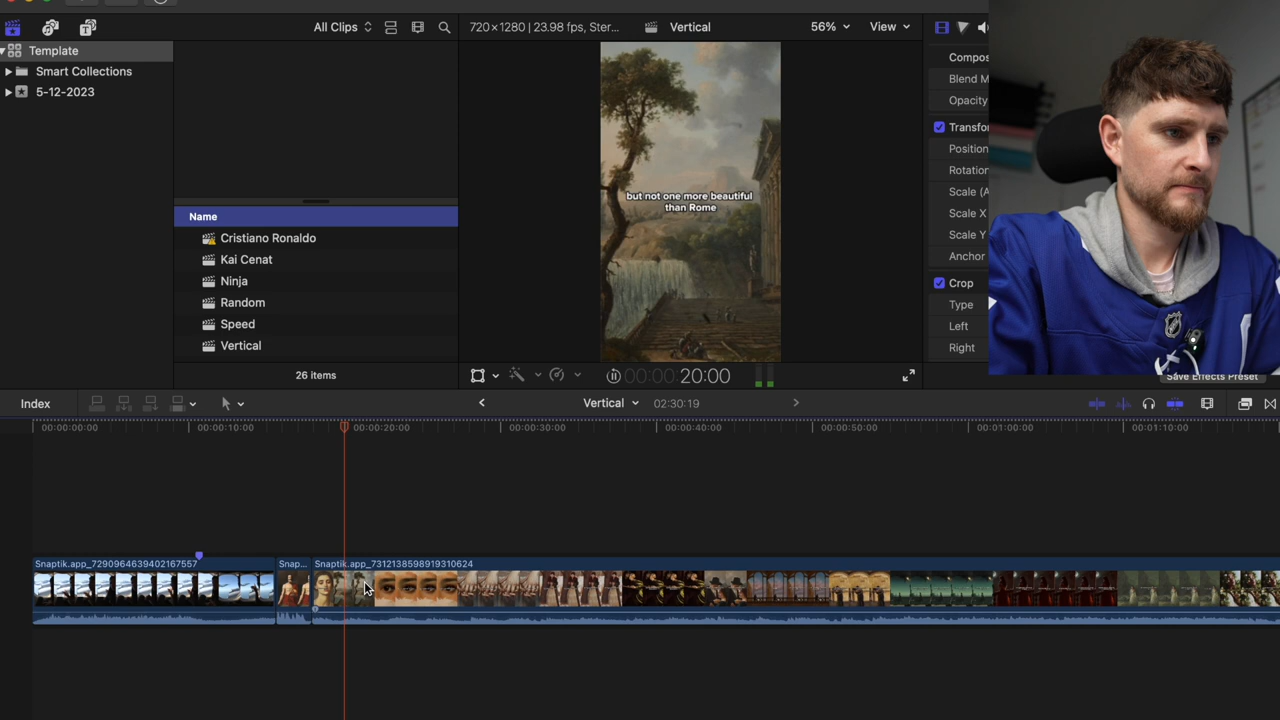 All Clips
720×1280 | 23.98 fps, Ster...
Vertical
56%
View
Template
Smart Collections
5-12-2023
Name
Cristiano Ronaldo
Kai Cenat
Ninja
Random
Speed
Vertical
26 items
but not one more beautiful
than Rome
00:00:20:00
Compos
Blend M
Opacity
Transfo
Position
Rotation
Scale (A
Scale X
Scale Y
Anchor
Crop
Type
Left
Right
Save Effects Preset
Index
Vertical
02:30:19
00:00:00:00
00:00:10:00
00:00:20:00
00:00:30:00
00:00:40:00
00:00:50:00
00:01:00:00
00:01:10:00
Snaptik.app_7290964639402167557
Snap...
Snaptik.app_7312138598919310624